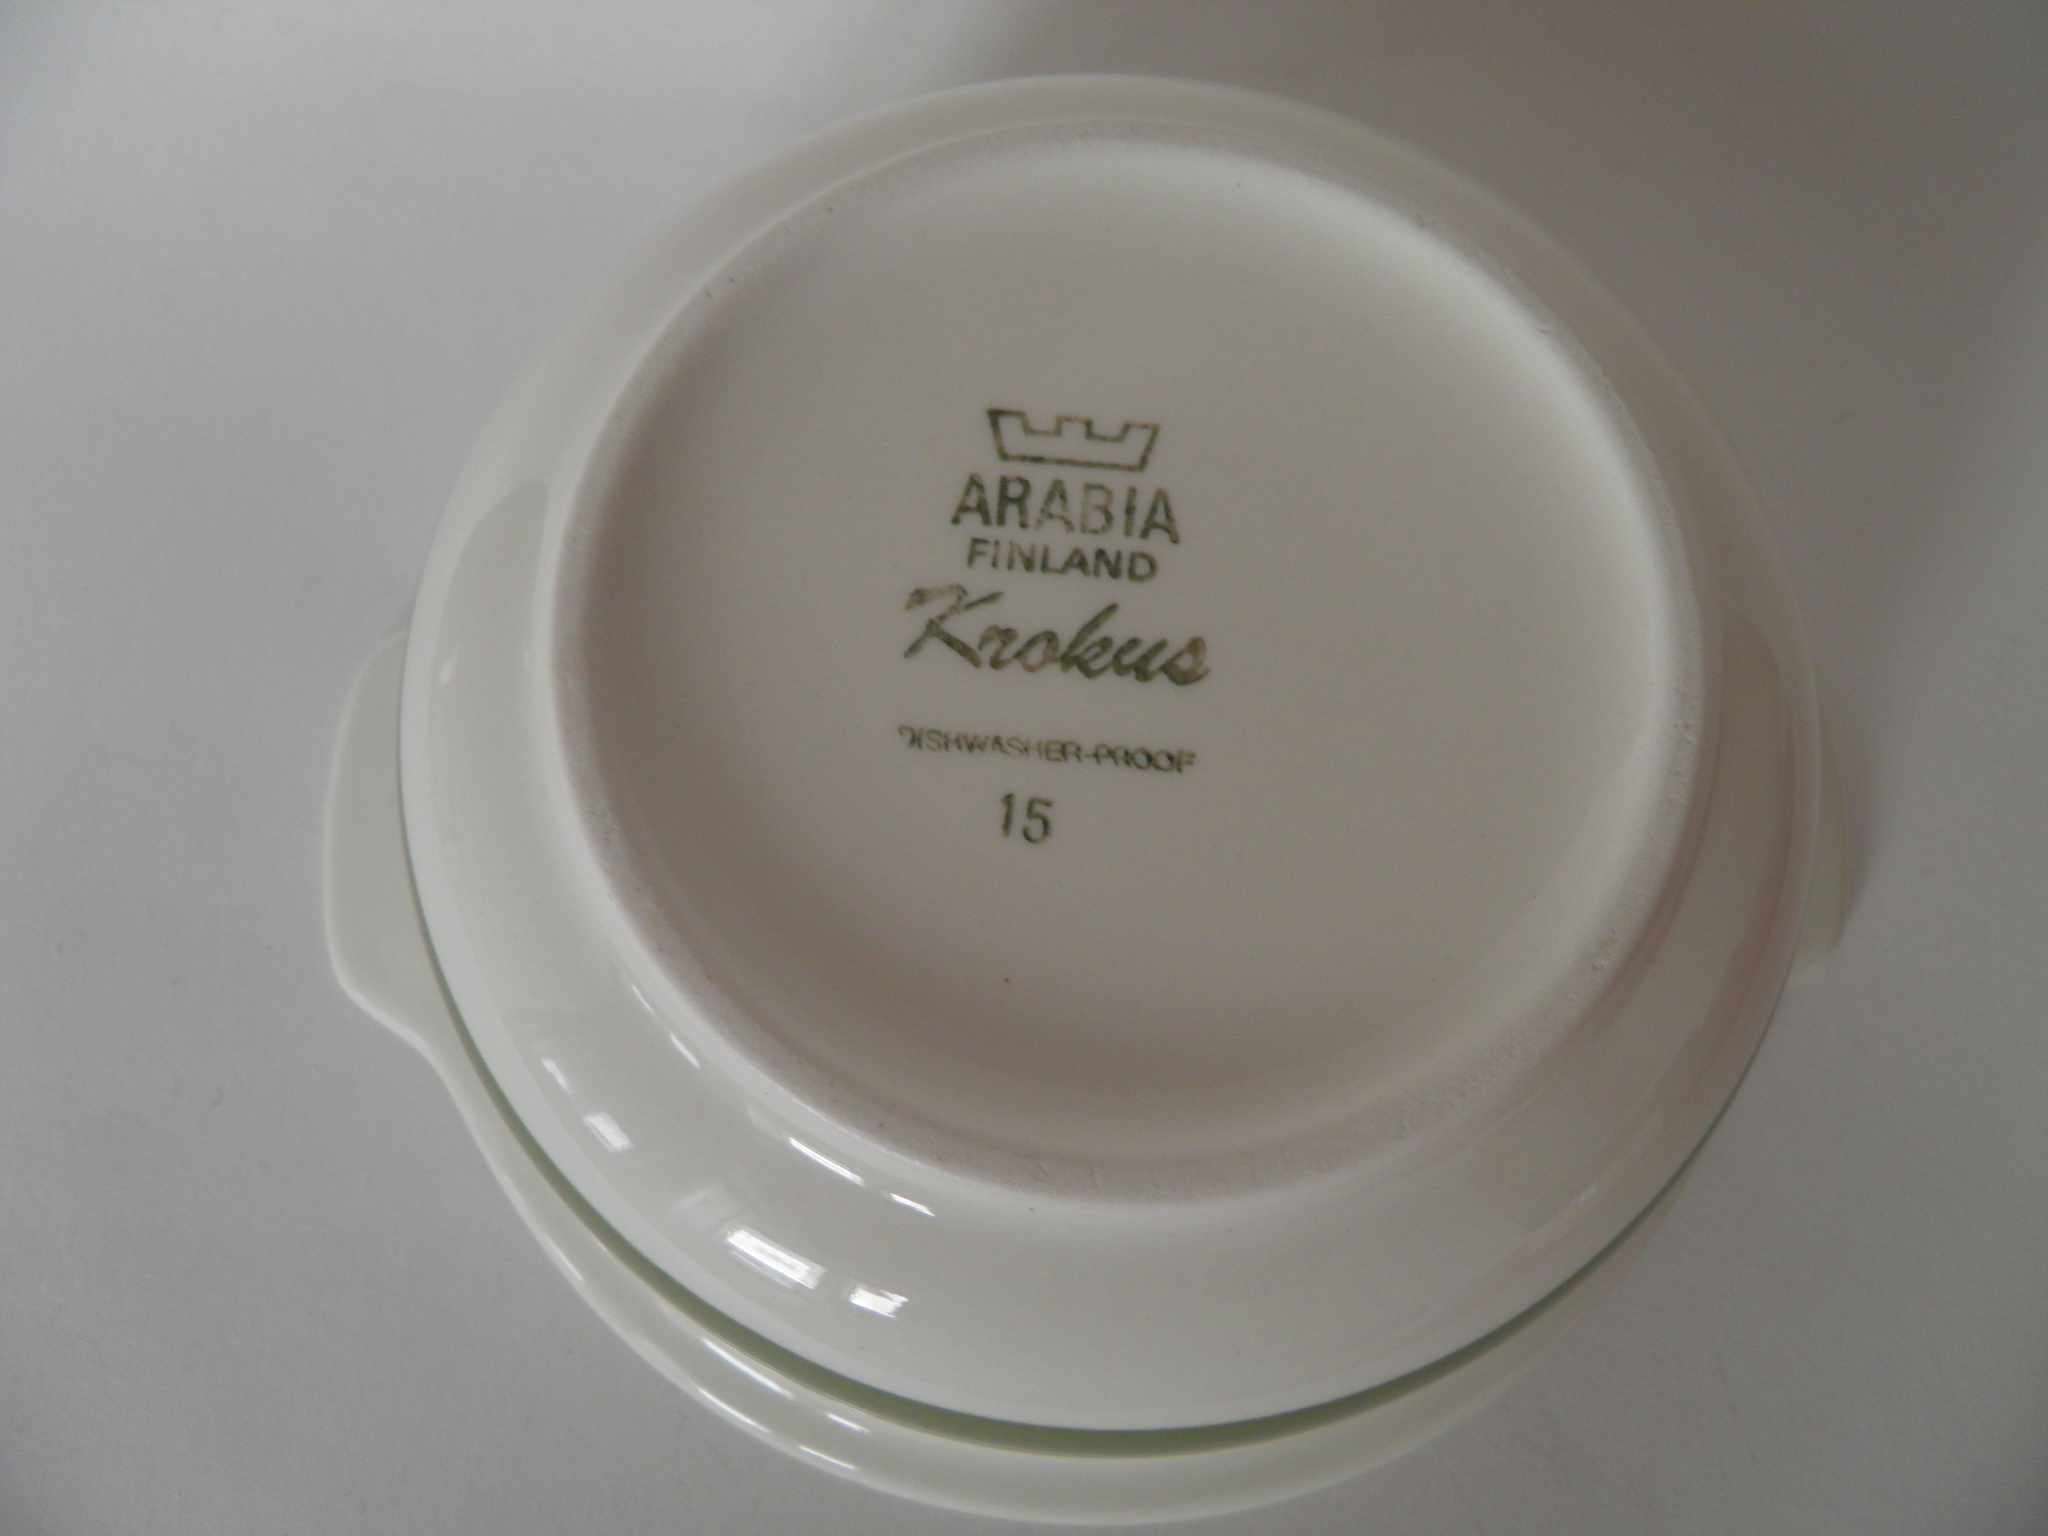 ARABIA
FINLAND
Krokus
DISHWASHER-PROOF
15